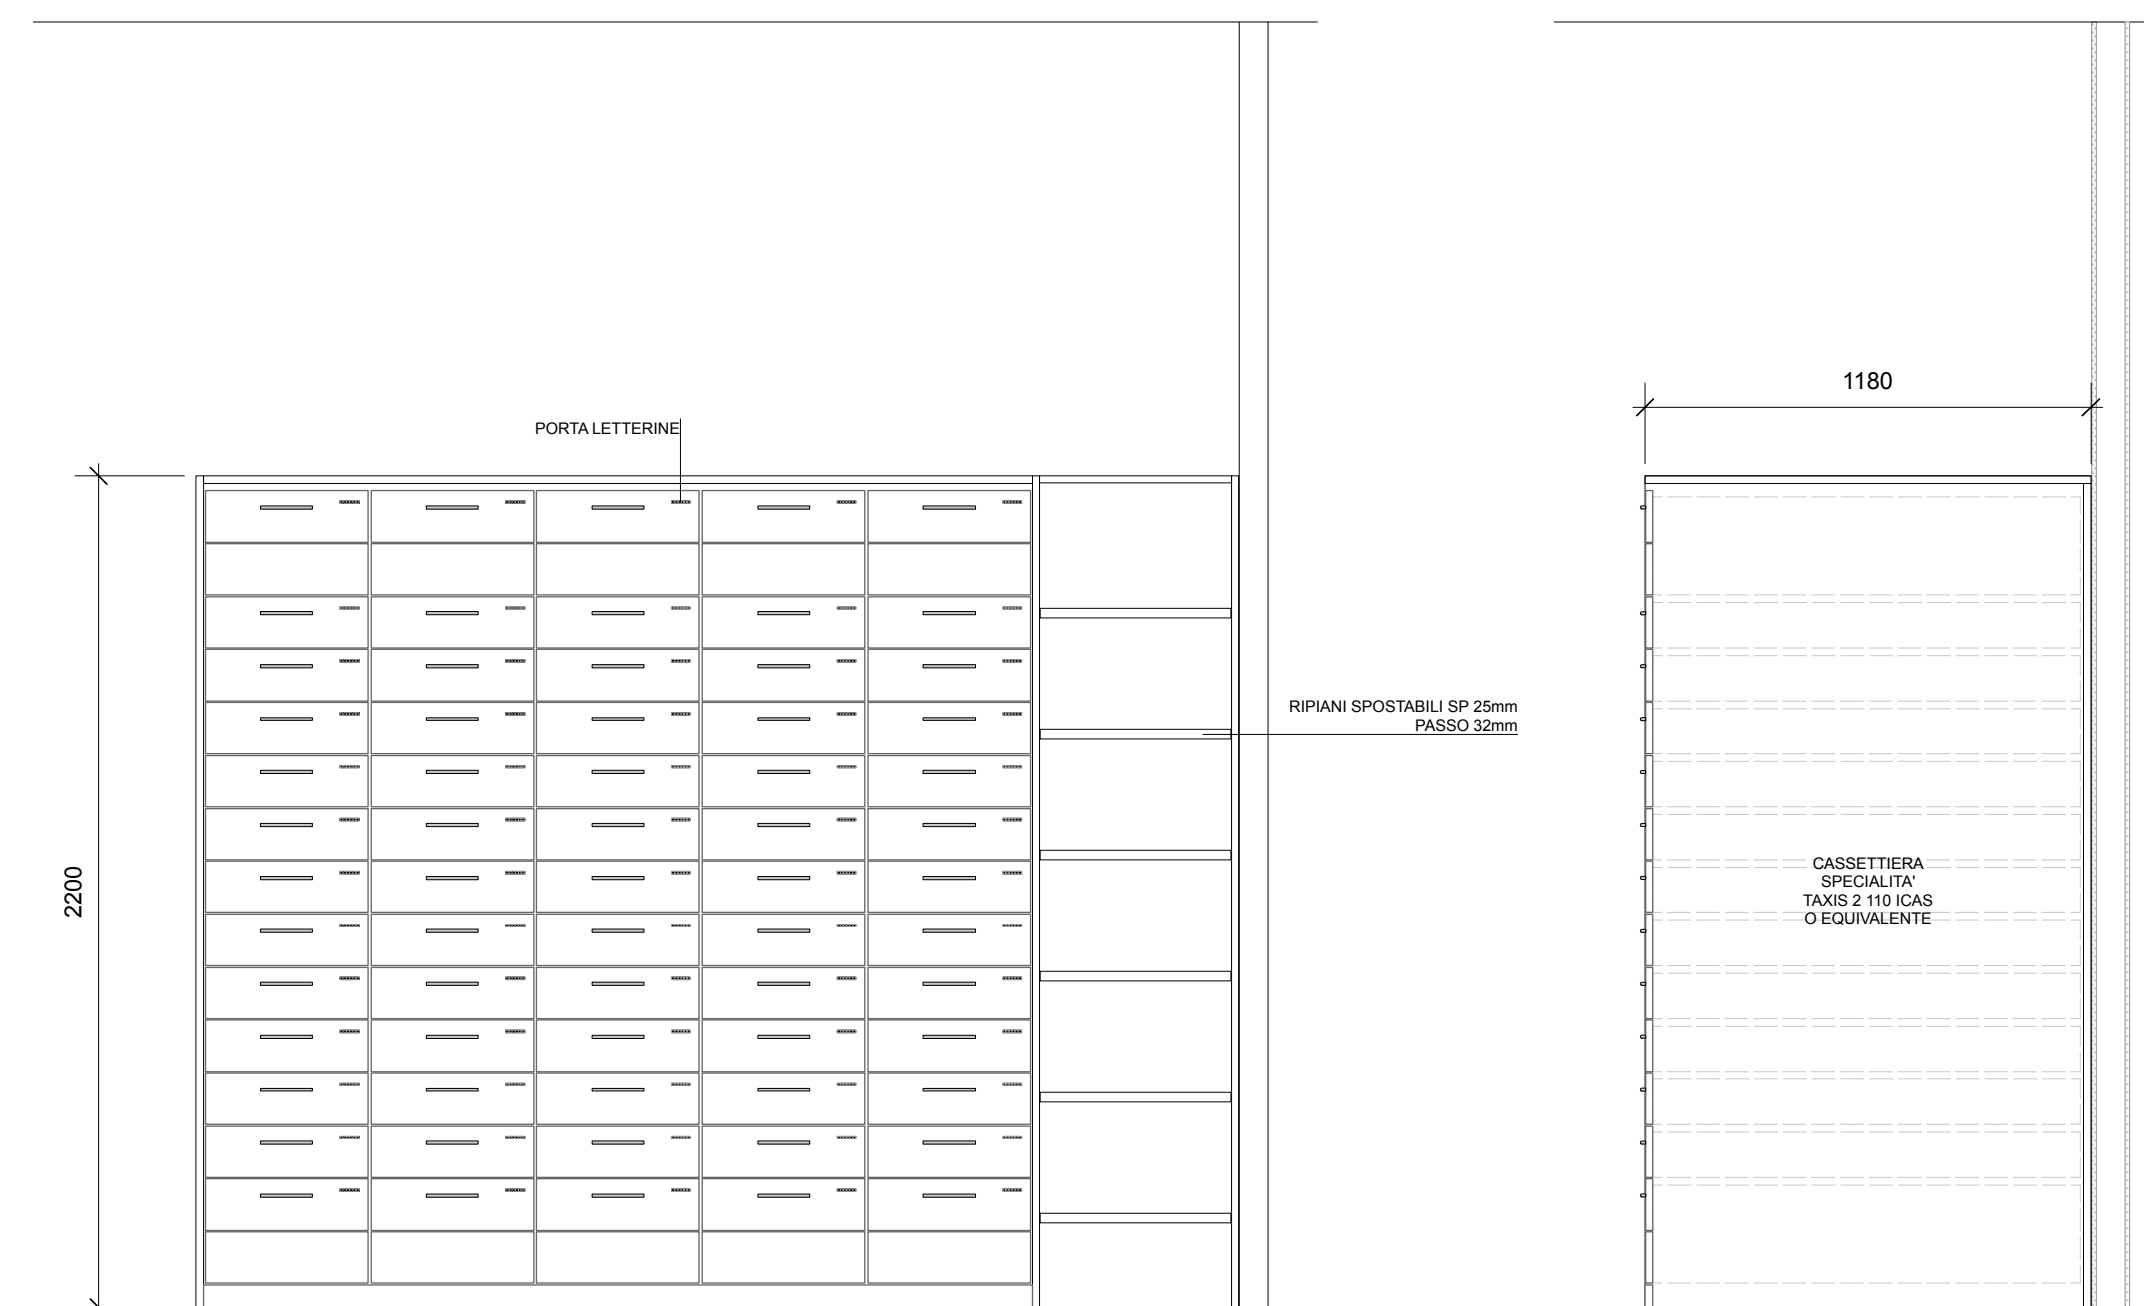 1180
PORTA LETTERINE
RIPIANI SPOSTABILI SP 25mm
PASSO 32mm
2200
CASSETTIERA
SPECIALITA'
TAXIS 2 110 ICAS
O EQUIVALENTE